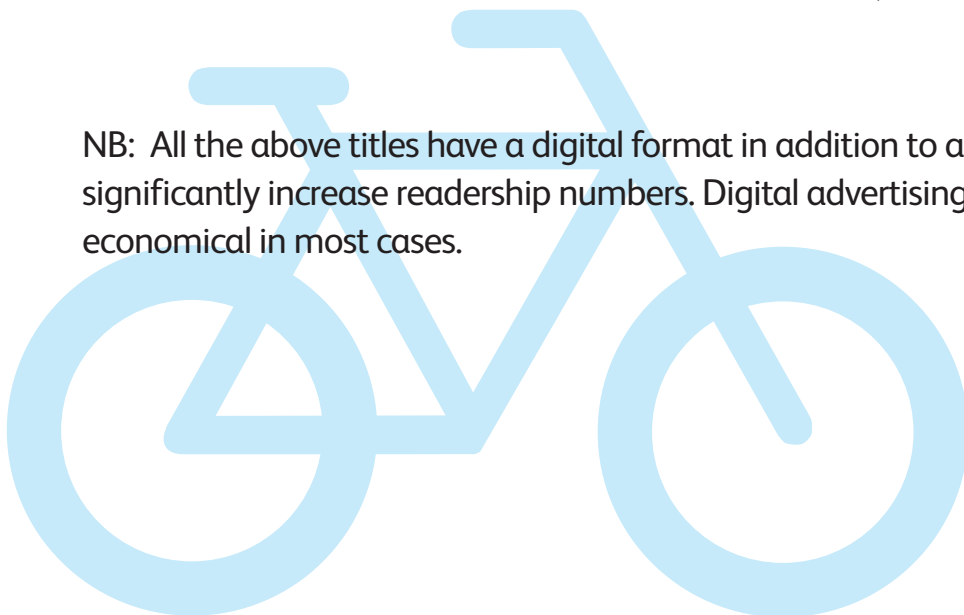 NB: All the above titles have a digital format in addition to a
significantly increase readership numbers. Digital advertising
economical in most cases.